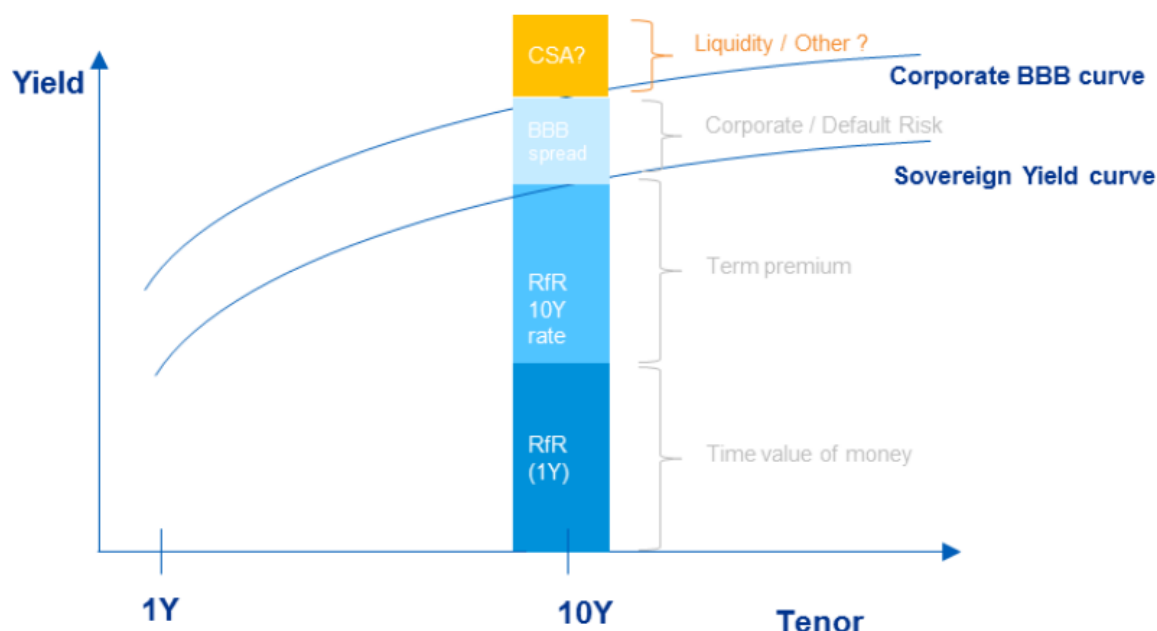 CSA?
Liquidity / Other ?
Yield
Corporate BBB curve
BBB
spread
Corporate / Default Risk
Sovereign Yield curve
RfR
10Y
rate
Term premium
RfR
(1Y)
Time value of money
1Y
10Y
Tenor